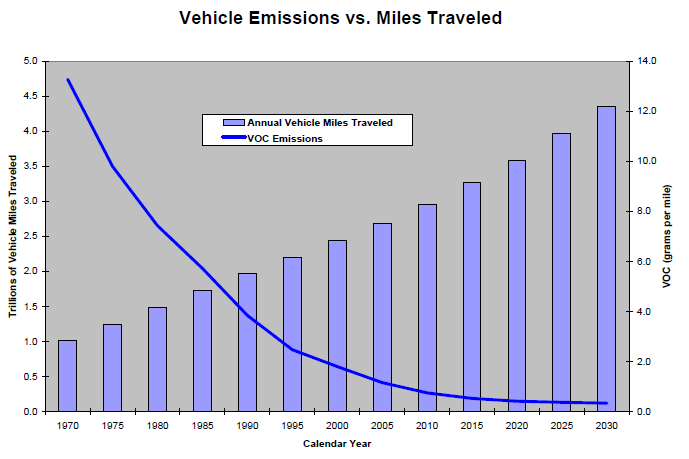 Vehicle Emissions vs. Miles Traveled
5.0
4.5
4.0
3.5
3.0
2.5
2.0
1.5
1.0
0.5
0.0
Trillions of Vehicle Miles Traveled
Annual Vehicle Miles Traveled
VOC Emissions
14.0
12.0
10.0
8.0
6.0
4.0
2.0
0.0
VOC (grams per mile)
1970 1975 1980 1985 1990 1995 2000 2005 2010 2015 2020 2025 2030
Calendar Year